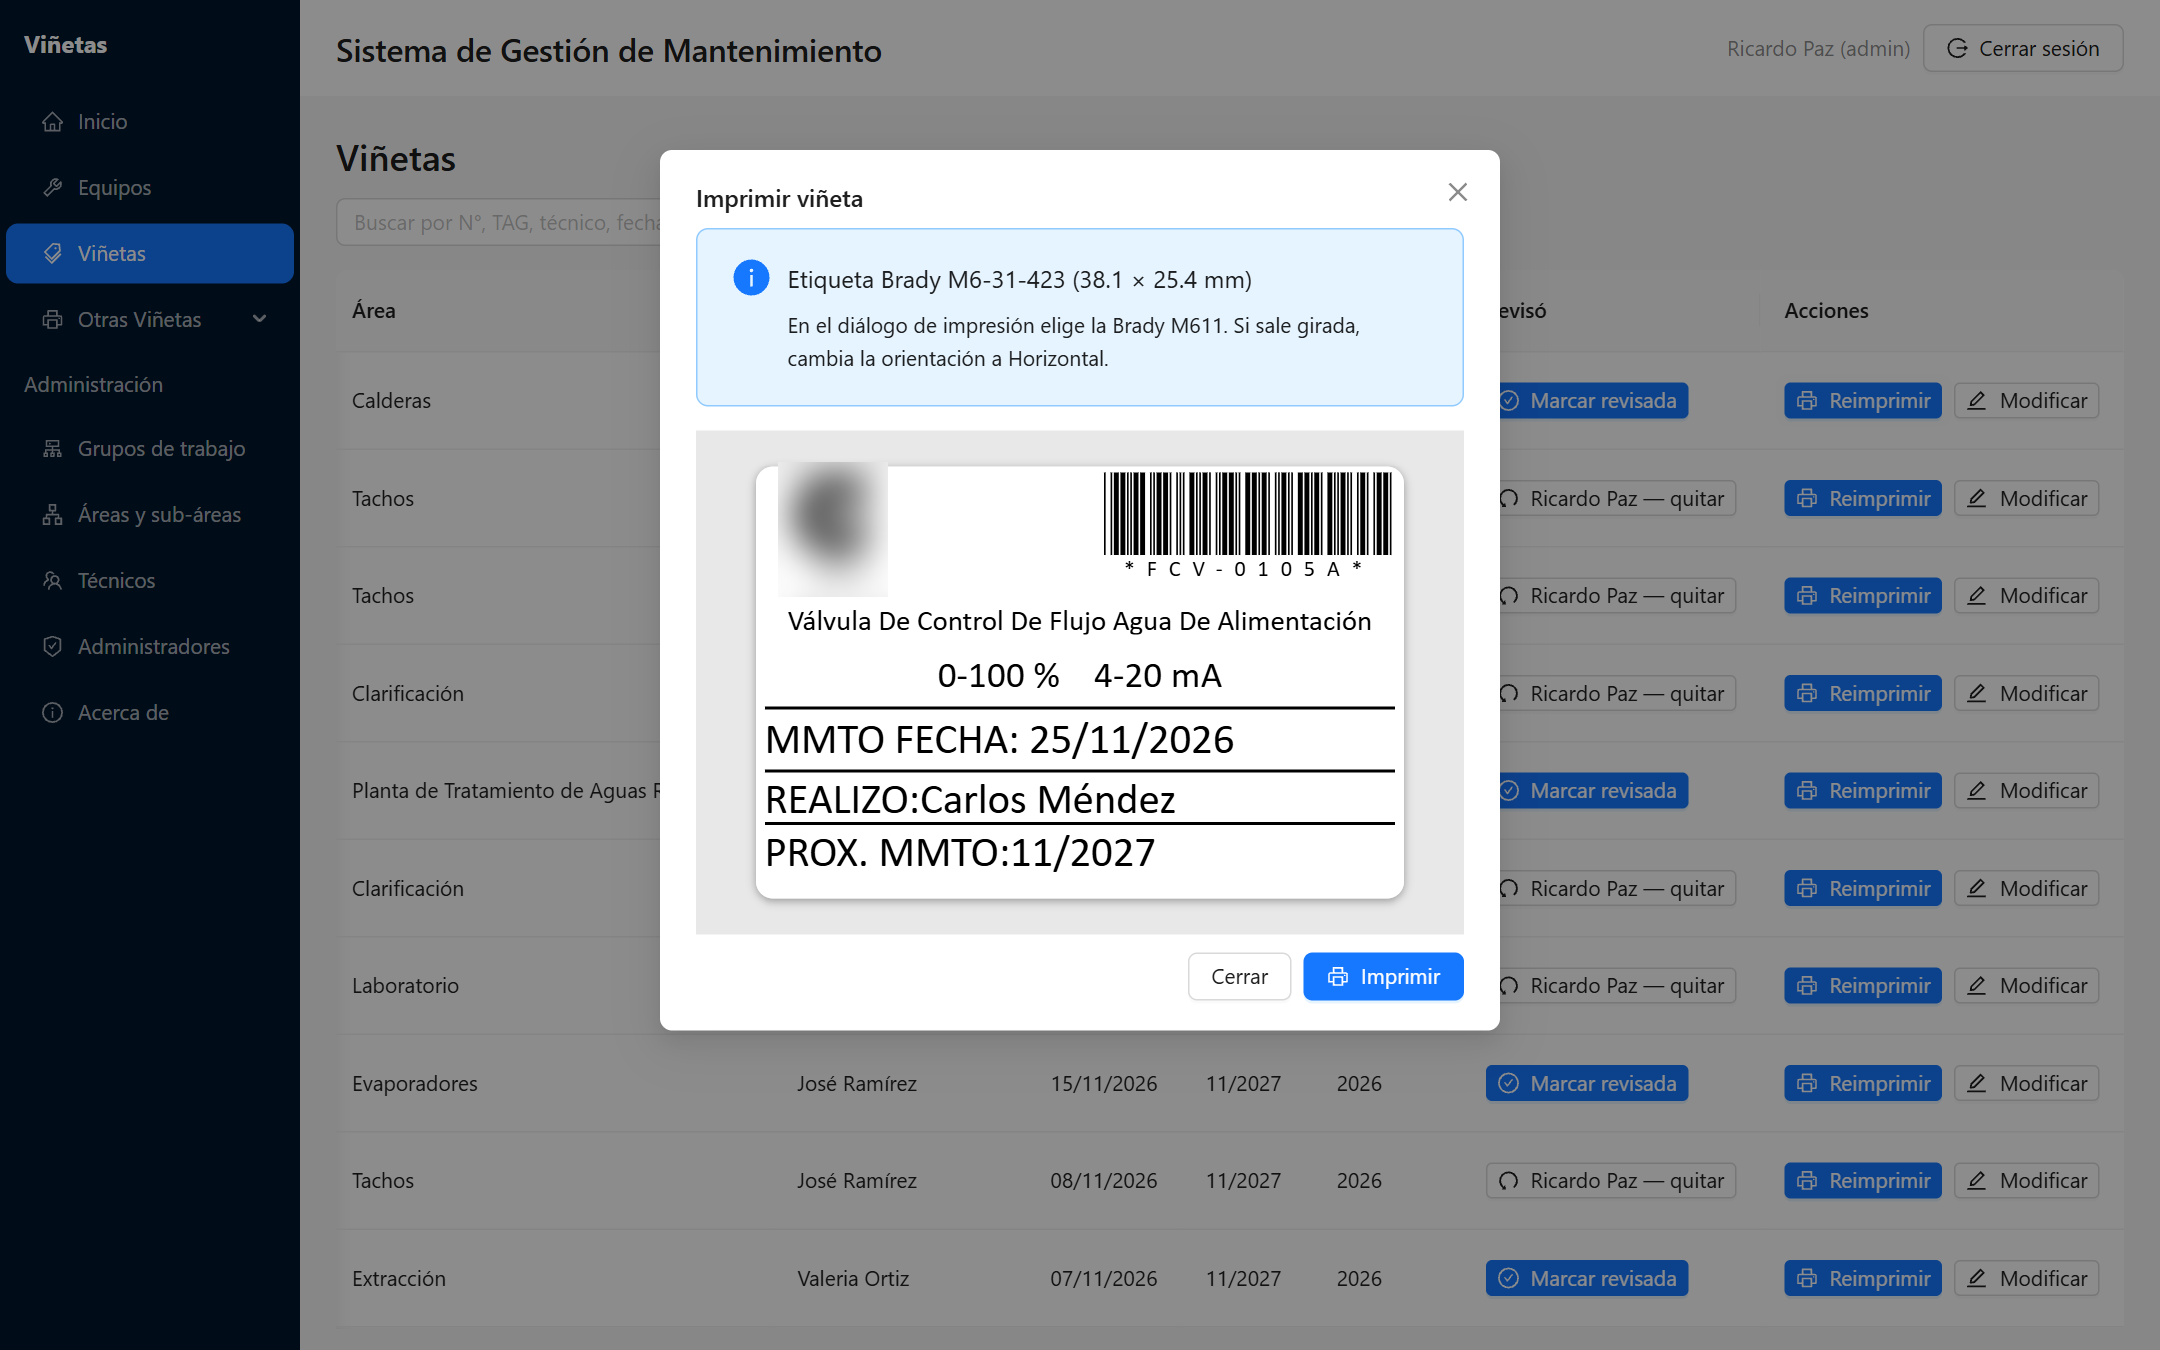 Viñetas
Inicio
Equipos
Viñetas
Otras Viñetas
Administración
Grupos de trabajo
Áreas y sub-áreas
Técnicos
Administradores
Acerca de
Sistema de Gestión de Mantenimiento
Ricardo Paz (admin)
Cerrar sesión
Viñetas
Buscar por N°, TAG, técnico, fecha
Área
evisó
Acciones
Calderas
Marcar revisada
Reimprimir
Modificar
Tachos
Ricardo Paz — quitar
Reimprimir
Modificar
Tachos
Ricardo Paz — quitar
Reimprimir
Modificar
Clarificación
Ricardo Paz — quitar
Reimprimir
Modificar
Planta de Tratamiento de Aguas R
Marcar revisada
Reimprimir
Modificar
Clarificación
Ricardo Paz — quitar
Reimprimir
Modificar
Laboratorio
Ricardo Paz — quitar
Reimprimir
Modificar
Evaporadores
José Ramírez
15/11/2026
11/2027
2026
Marcar revisada
Reimprimir
Modificar
Tachos
José Ramírez
08/11/2026
11/2027
2026
Ricardo Paz — quitar
Reimprimir
Modificar
Extracción
Valeria Ortiz
07/11/2026
11/2027
2026
Marcar revisada
Reimprimir
Modificar
Imprimir viñeta
Etiqueta Brady M6-31-423 (38.1 × 25.4 mm)
En el diálogo de impresión elige la Brady M611. Si sale girada,
cambia la orientación a Horizontal.
*FCV-0105A*
Válvula De Control De Flujo Agua De Alimentación
0-100 % 4-20 mA
MMTO FECHA: 25/11/2026
REALIZO:Carlos Méndez
PROX. MMTO:11/2027
Cerrar
Imprimir